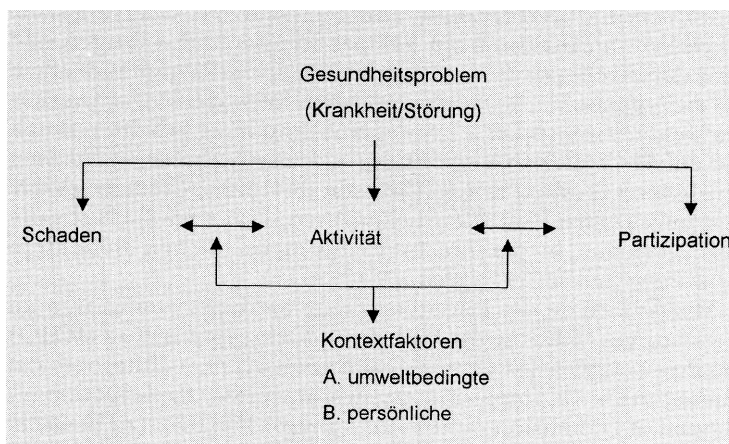 Gesundheitsproblem
(Krankheit/Störung)
Schaden
Aktivität
Partizipation
Kontextfaktoren
A. umweltbedingte
B. persönliche